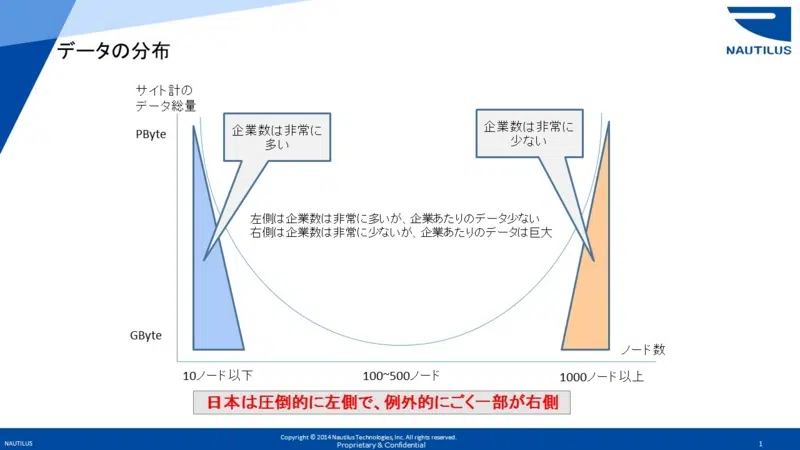 データの分布
NAUTILUS
サイト計の
データ総量
PByte
企業数は非常に
多い
企業数は非常に
少ない
左側は企業数は非常に多いが、企業あたりのデータ少ない
右側は企業数は非常に少ないが、企業あたりのデータは巨大
GByte
ノード数
10ノード以下
100~500ノード
1000ノード以上
日本は圧倒的に左側で、例外的にごく一部が右側
NAUTILUS
Copyright © 2014 Nautilus Technologies, Inc. All rights reserved.
Proprietary & Confidential
1